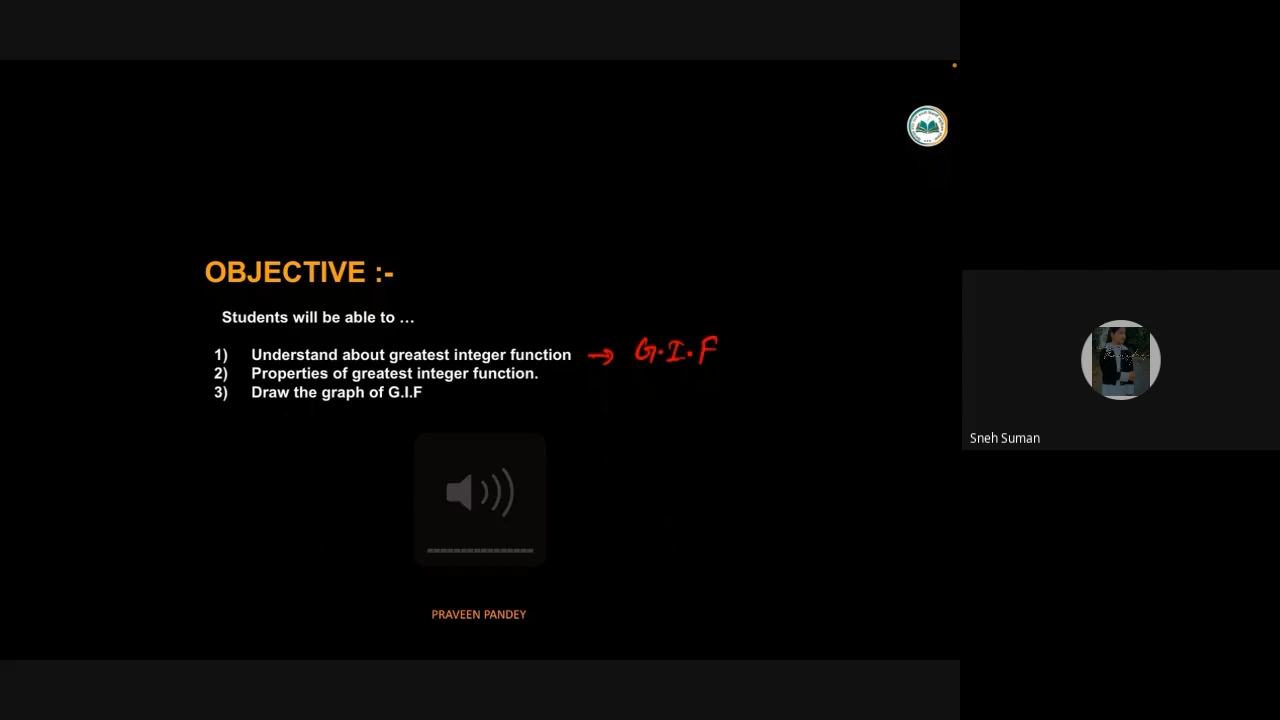 OBJECTIVE :-
Students will be able to …
1) Understand about greatest integer function → G.I.F
2) Properties of greatest integer function.
3) Draw the graph of G.I.F
PRAVEEN PANDEY
Sneh Suman